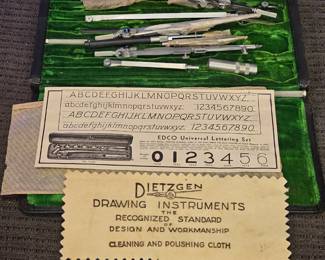 ABCDEFGHIJKLMNOPQRSTUVWXYZ
abcdefghijklmnopqrstuvwxyz. 1234567890.
ABCDEFGHIJKLMNOPQRSTUVWXYZ
abcdefghijklmnopqrstuvwxyz. 1234567890.
EDCO Universal Lettering Set
0123456
DIETZGEN
DRAWING INSTRUMENTS
THE
RECOGNIZED STANDARD
OF
DESIGN AND WORKMANSHIP
CLEANING AND POLISHING CLOTH